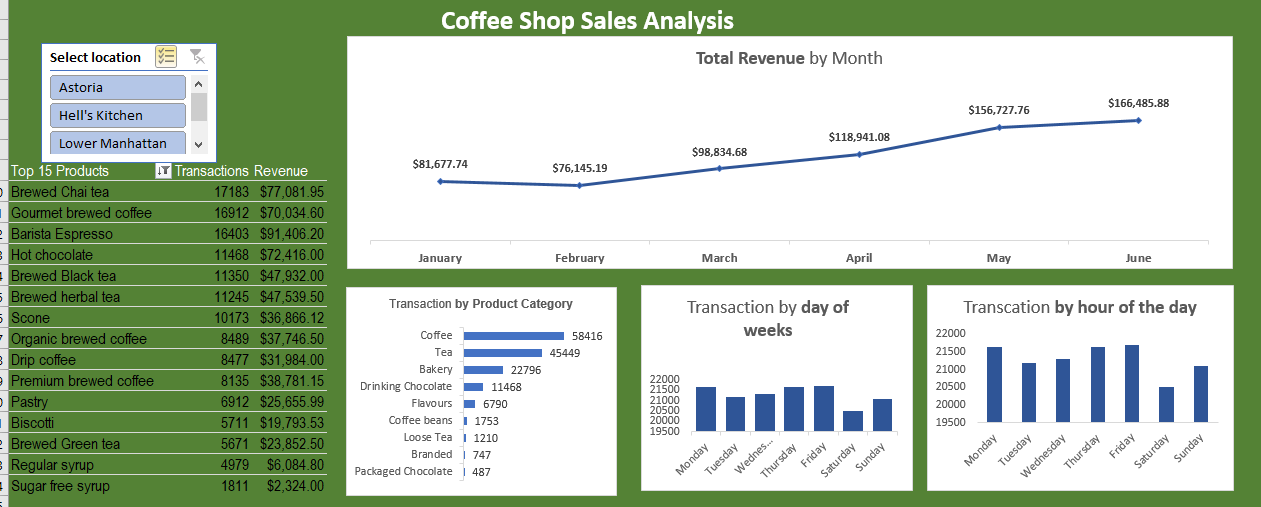 Coffee Shop Sales Analysis
Select location
Astoria
Hell's Kitchen
Lower Manhattan
Top 15 Products Transactions Revenue
Brewed Chai tea 17183 $77,081.95
Gourmet brewed coffee 16912 $70,034.60
Barista Espresso 16403 $91,406.20
Hot chocolate 11468 $72,416.00
Brewed Black tea 11350 $47,932.00
Brewed herbal tea 11245 $47,539.50
Scone 10173 $36,866.12
Organic brewed coffee 8489 $37,746.50
Drip coffee 8477 $31,984.00
Premium brewed coffee 8135 $38,781.15
Pastry 6912 $25,655.99
Biscotti 5711 $19,793.53
Brewed Green tea 5671 $23,852.50
Regular syrup 4979 $6,084.80
Sugar free syrup 1811 $2,324.00
Total Revenue by Month
$81,677.74
$76,145.19
$98,834.68
$118,941.08
$156,727.76
$166,485.88
January February March April May June
Transaction by Product Category
Coffee 58416
Tea 45449
Bakery 22796
Drinking Chocolate 11468
Flavours 6790
Coffee beans 1753
Loose Tea 1210
Branded 747
Packaged Chocolate 487
Transaction by day of
weeks
22000
21500
21000
20500
20000
19500
Monday Tuesday Wednes... Thursday Friday Saturday Sunday
Transcation by hour of the day
22000
21500
21000
20500
20000
19500
Monday Tuesday Wednesday Thursday Friday Saturday Sunday